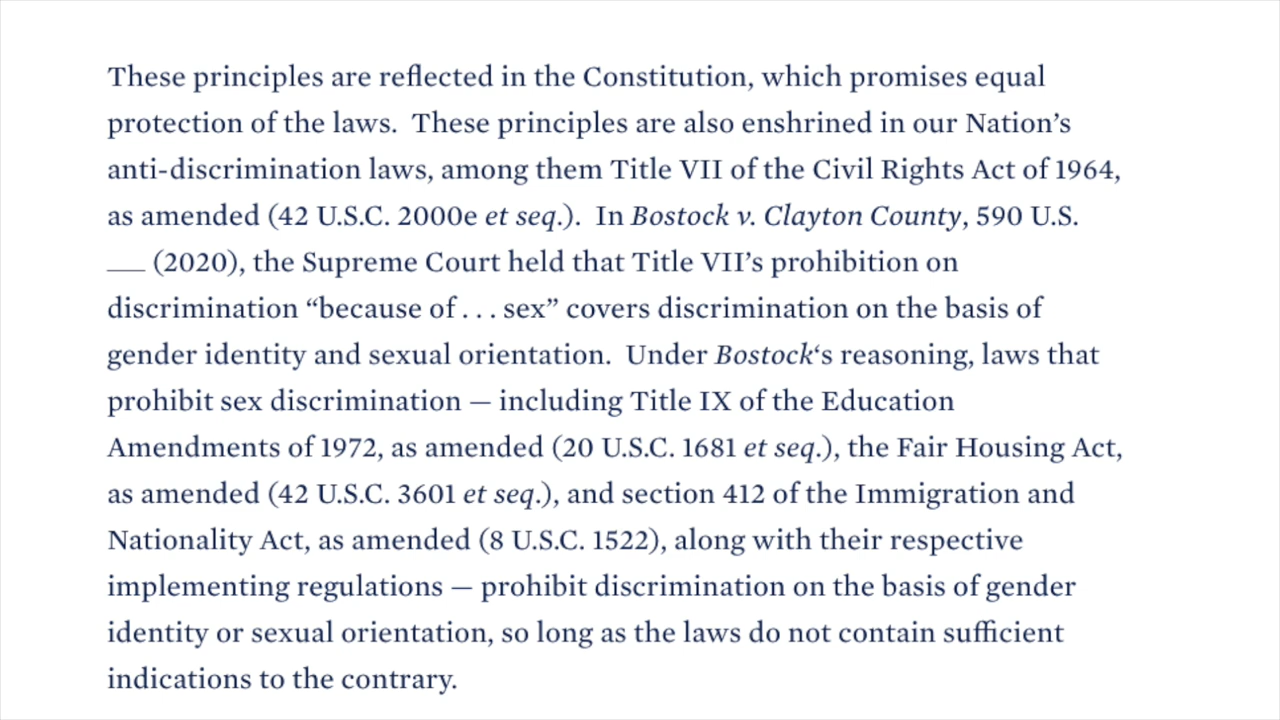 These principles are reflected in the Constitution, which promises equal
protection of the laws.  These principles are also enshrined in our Nation’s
anti-discrimination laws, among them Title VII of the Civil Rights Act of 1964,
as amended (42 U.S.C. 2000e et seq.).  In Bostock v. Clayton County, 590 U.S.
___ (2020), the Supreme Court held that Title VII’s prohibition on
discrimination “because of . . . sex” covers discrimination on the basis of
gender identity and sexual orientation.  Under Bostock‘s reasoning, laws that
prohibit sex discrimination — including Title IX of the Education
Amendments of 1972, as amended (20 U.S.C. 1681 et seq.), the Fair Housing Act,
as amended (42 U.S.C. 3601 et seq.), and section 412 of the Immigration and
Nationality Act, as amended (8 U.S.C. 1522), along with their respective
implementing regulations — prohibit discrimination on the basis of gender
identity or sexual orientation, so long as the laws do not contain sufficient
indications to the contrary.